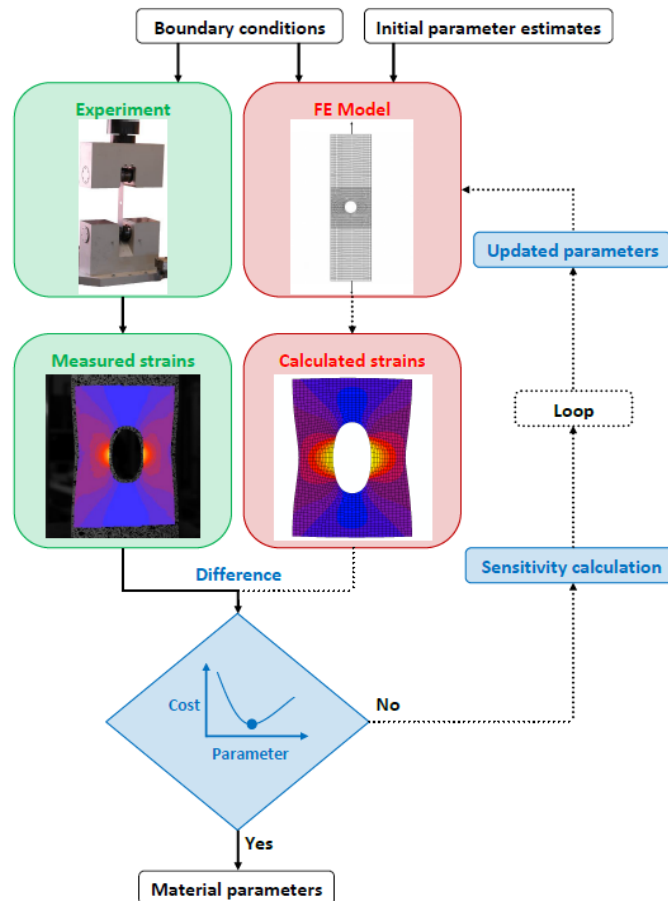 Boundary conditions
Initial parameter estimates
Experiment
FE Model
Updated parameters
Measured strains
Calculated strains
Loop
Difference
Sensitivity calculation
Cost
No
Parameter
Yes
Material parameters